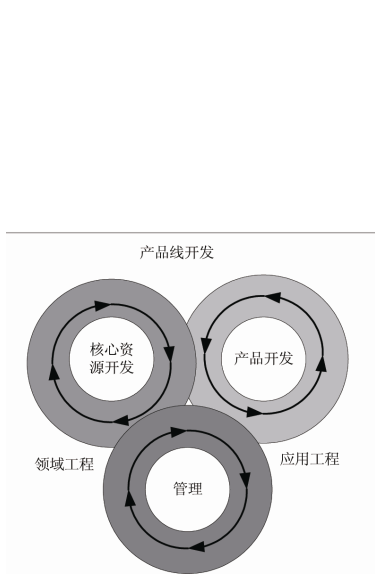 产品线开发
核心资
源开发
产品开发
领域工程
应用工程
管理